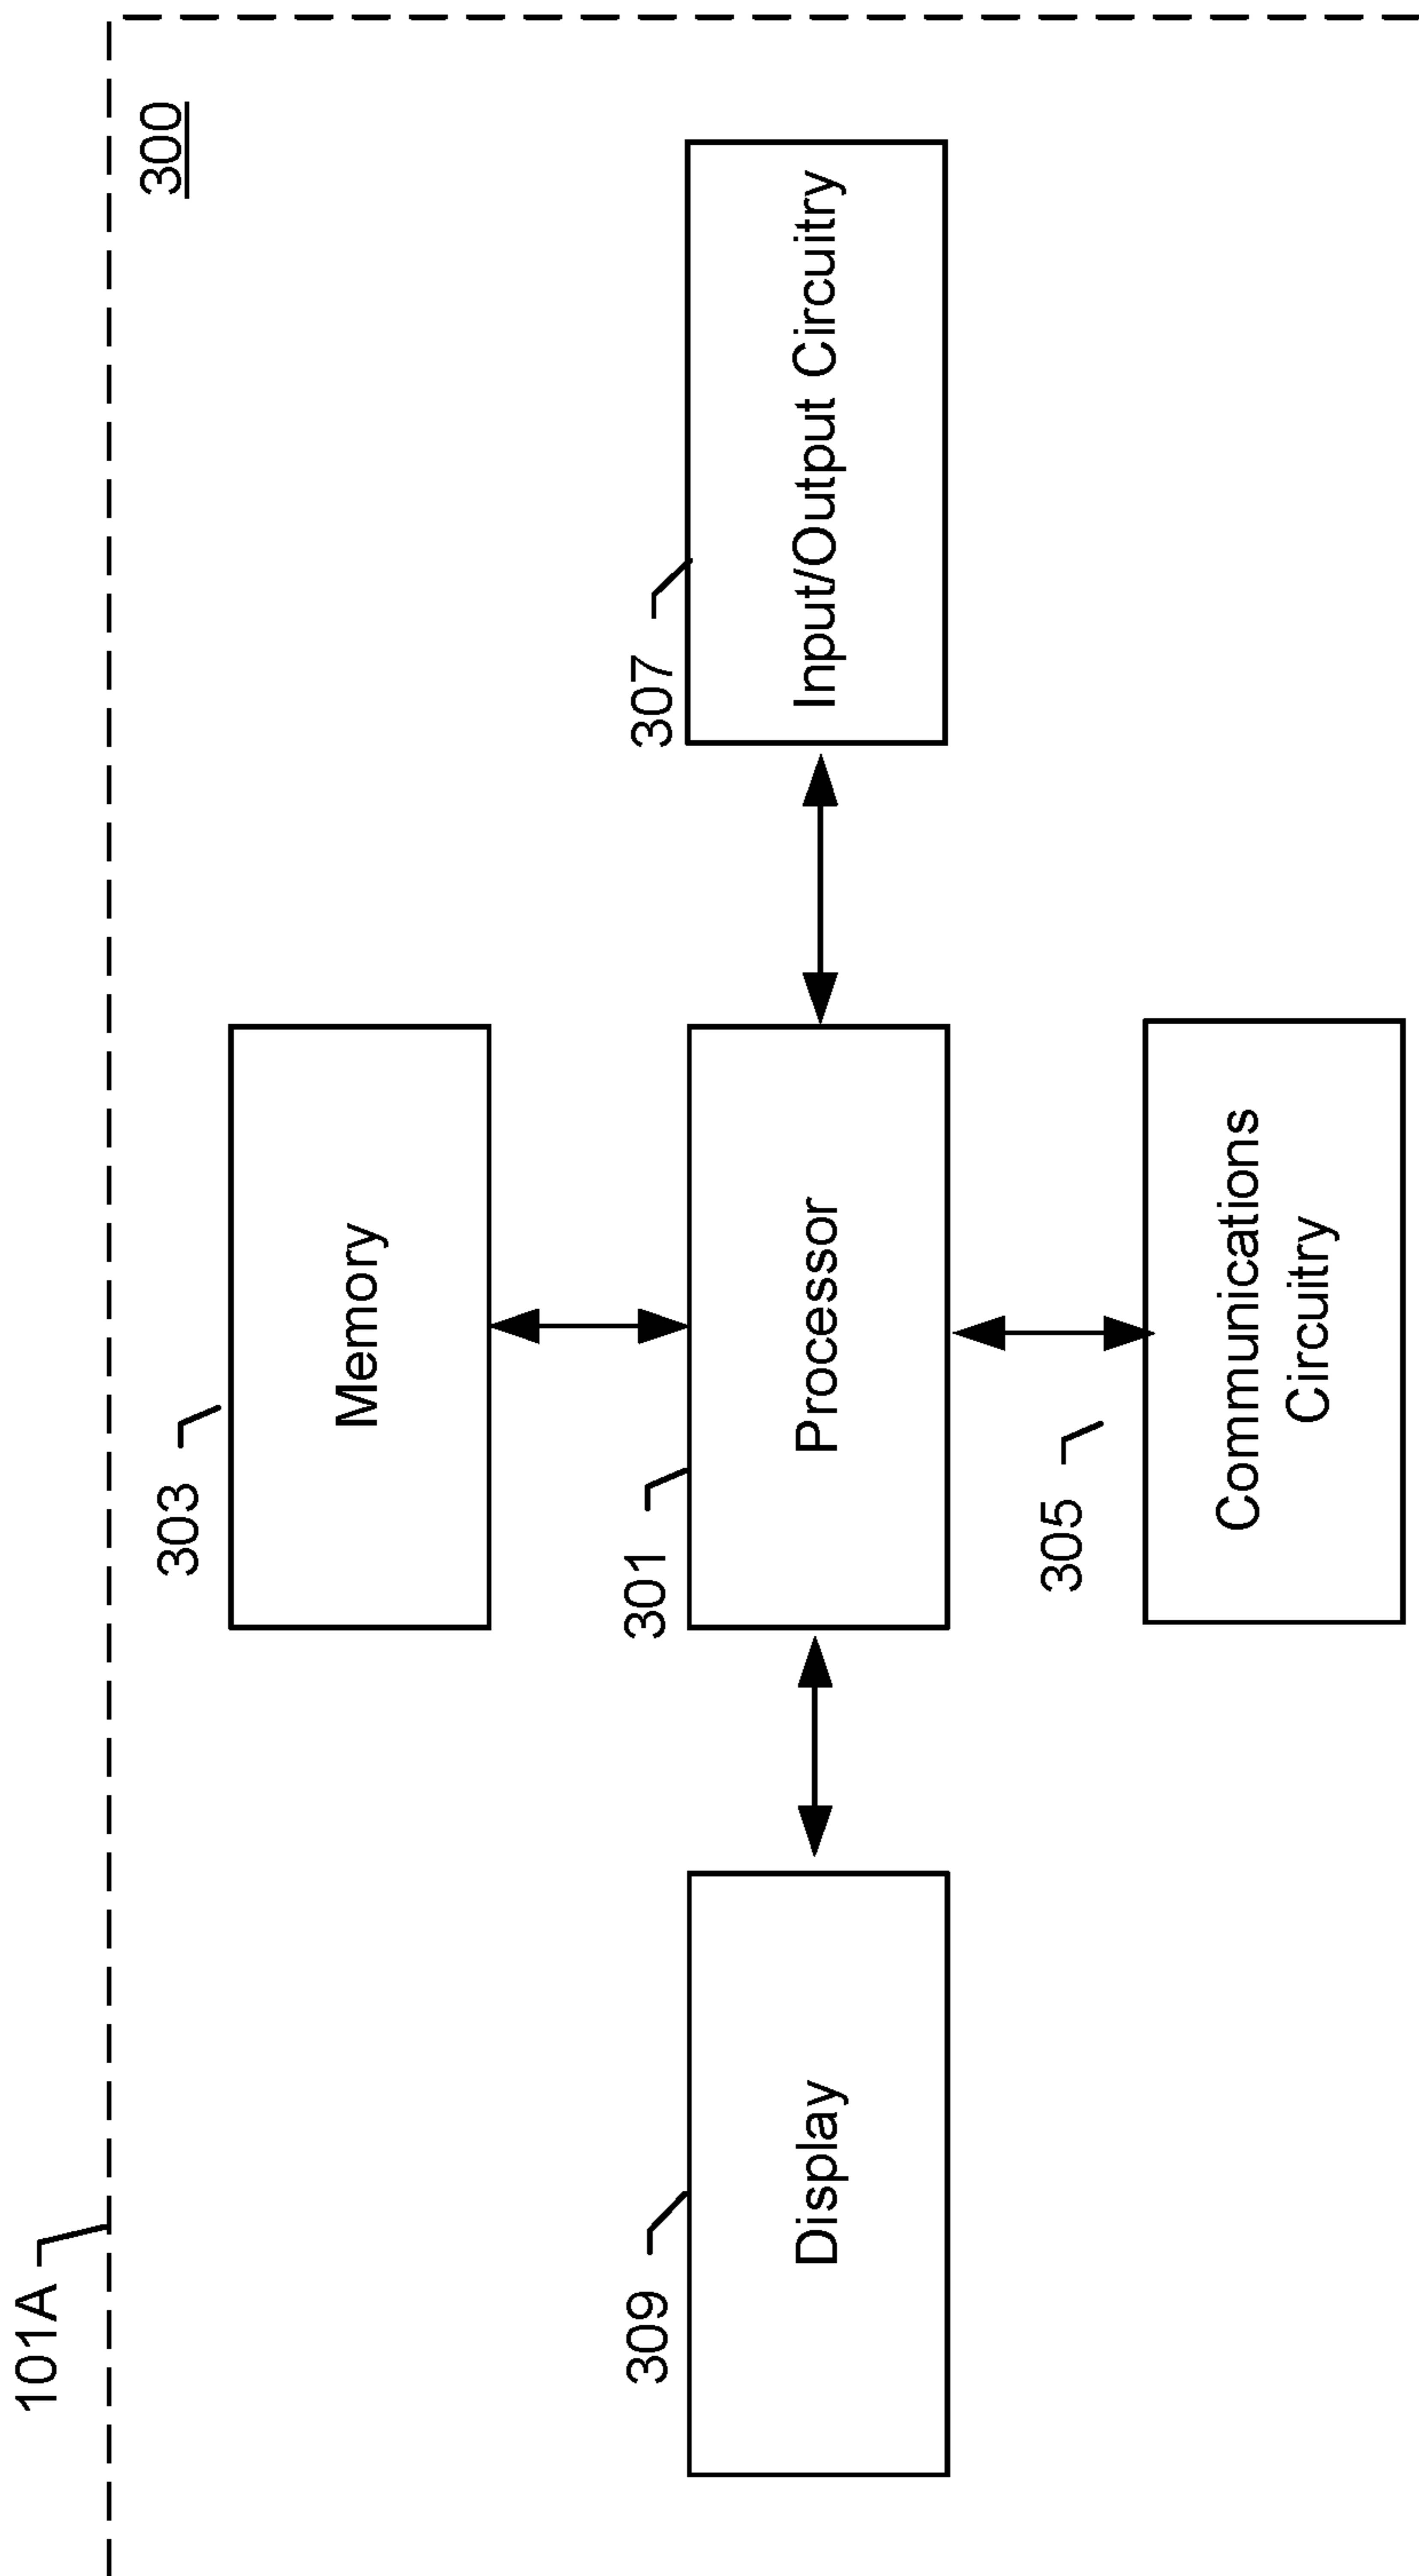 101A
300
303
Memory
309
Display
301
Processor
307
Input/Output Circuitry
305
Communications
Circuitry